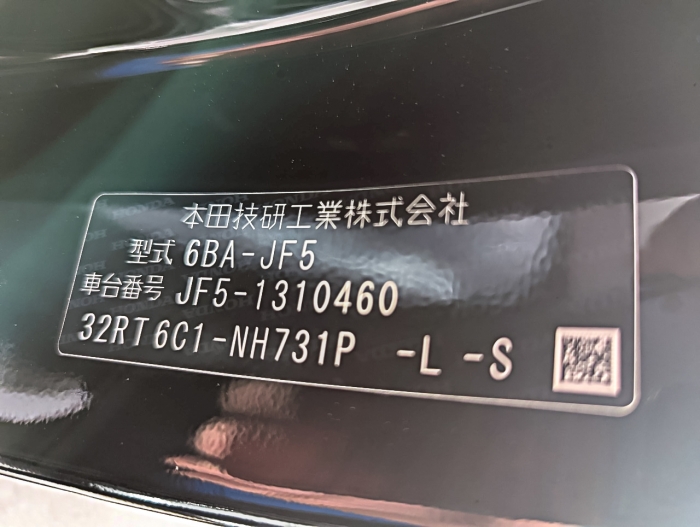 本田技研工業株式会社
型式 6BA-JF5
車台番号 JF5-1310460
32RT6C1-NH731P -L -S